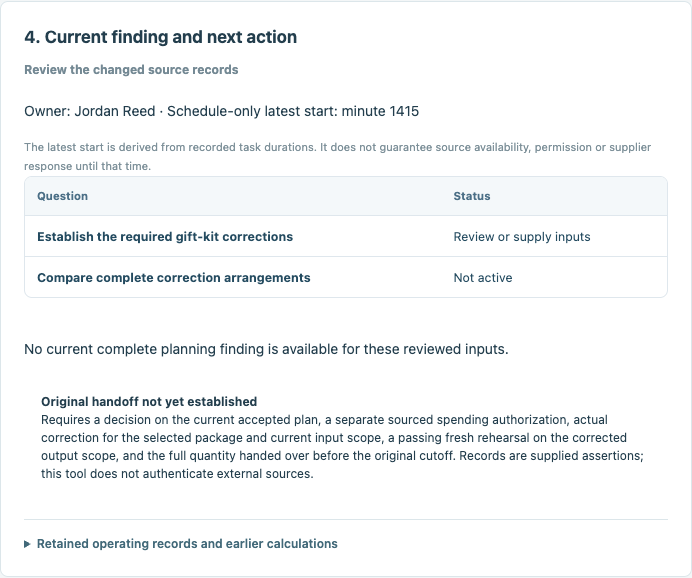 4. Current finding and next action
Review the changed source records
Owner: Jordan Reed · Schedule-only latest start: minute 1415
The latest start is derived from recorded task durations. It does not guarantee source availability, permission or supplier
response until that time.
Question Status
Establish the required gift-kit corrections Review or supply inputs
Compare complete correction arrangements Not active
No current complete planning finding is available for these reviewed inputs.
Original handoff not yet established
Requires a decision on the current accepted plan, a separate sourced spending authorization, actual
correction for the selected package and current input scope, a passing fresh rehearsal on the corrected
output scope, and the full quantity handed over before the original cutoff. Records are supplied assertions;
this tool does not authenticate external sources.
Retained operating records and earlier calculations